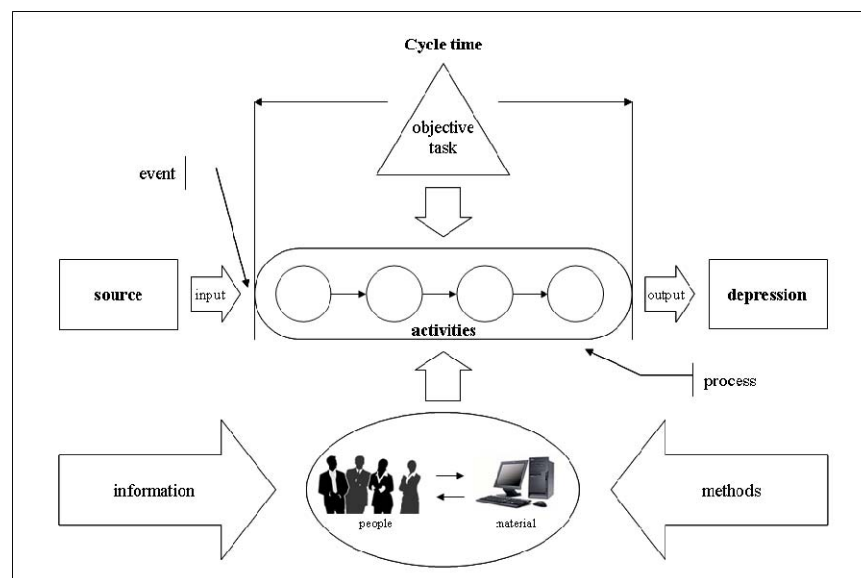 Cycle time
objective
task
event
source
input
activities
output
depression
process
information
people
material
methods